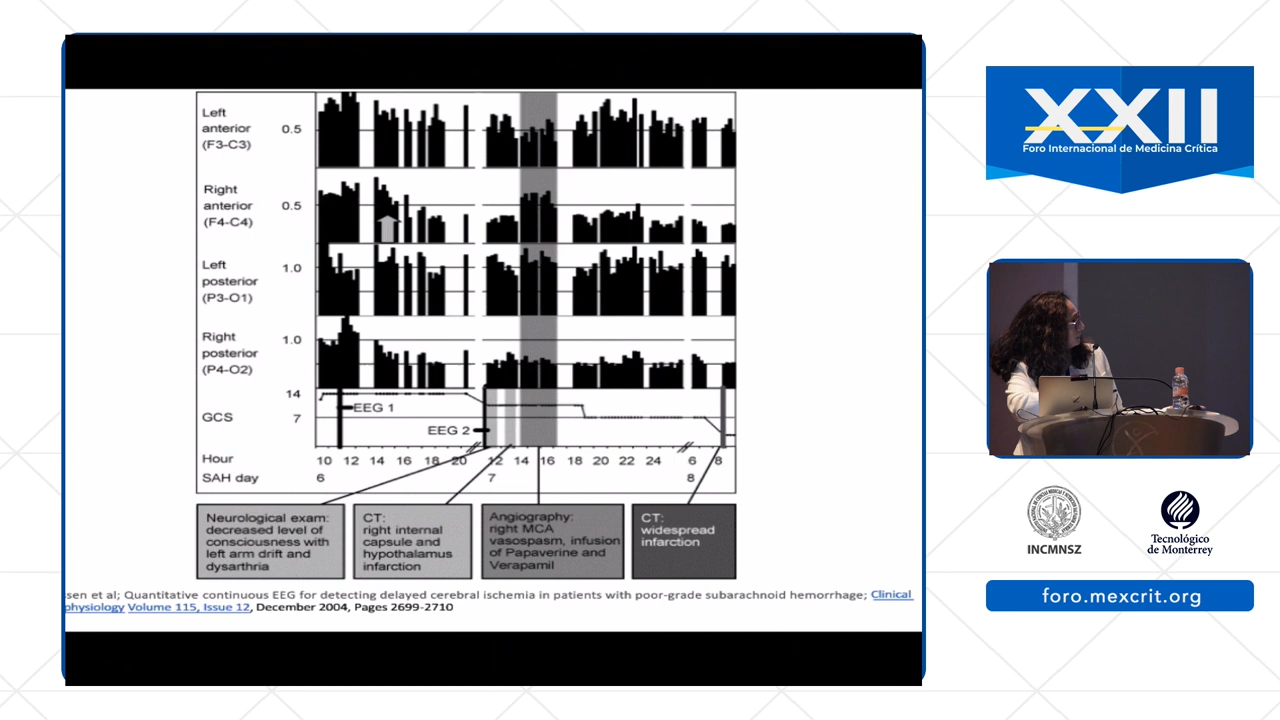 Left
anterior
(F3-C3)
0.5
Right
anterior
(F4-C4)
0.5
Left
posterior
(P3-O1)
1.0
Right
posterior
(P4-O2)
1.0
GCS
14
7
EEG 1
EEG 2
Hour
10 12 14 16 18 20 12 14 16 18 20 22 24 6 8
SAH day
6 7 8
Neurological exam:
decreased level of
consciousness with
left arm drift and
dysarthria
CT:
right internal
capsule and
hypothalamus
infarction
Angiography:
right MCA
vasospasm, infusion
of Papaverine and
Verapamil
CT:
widespread
infarction
sen et al; Quantitative continuous EEG for detecting delayed cerebral ischemia in patients with poor-grade subarachnoid hemorrhage; Clinical
physiology Volume 115, Issue 12, December 2004, Pages 2699-2710
XXII
Foro Internacional de Medicina Crítica
INCMNSZ
Tecnológico
de Monterrey
foro.mexcrit.org